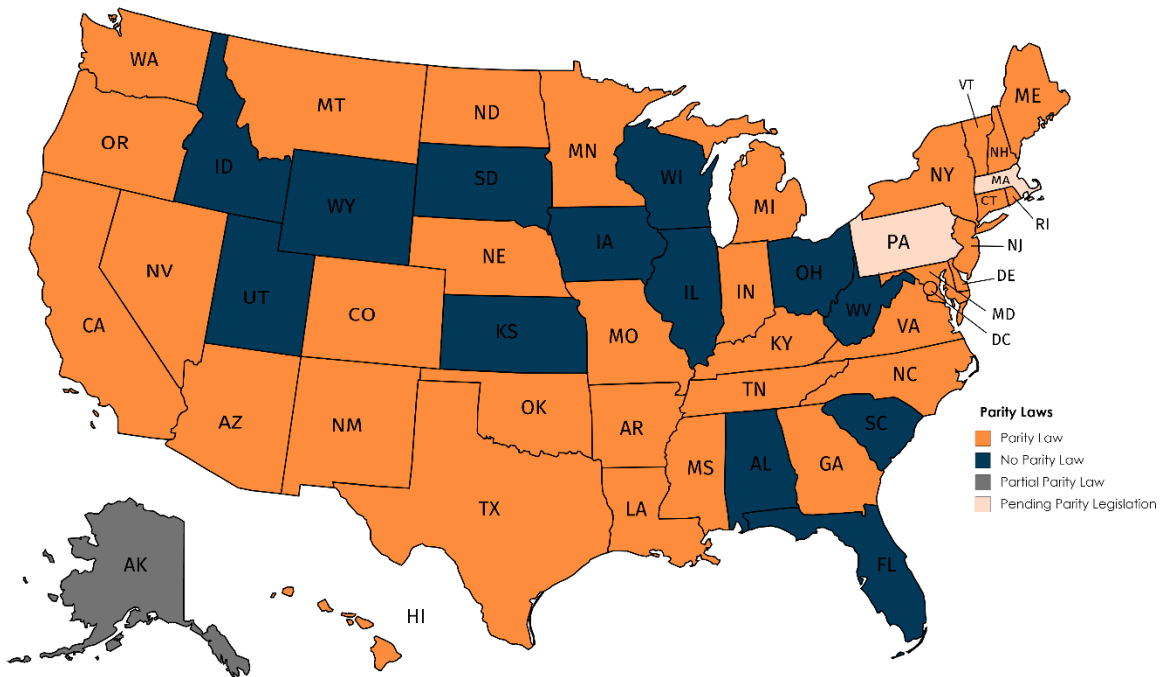 WA
MT
ND
MN
VT
ME
OR
ID
SD
WI
NH
NY
MA
MI
CT
RI
WY
IA
PA
NJ
NE
NV
UT
IL
IN
OH
DE
CO
WV
MD
CA
KS
MO
VA
DC
KY
NC
TN
OK
AZ
NM
AR
SC
MS
AL
GA
TX
LA
FL
AK
HI
Parity Laws
Parity Law
No Parity Law
Partial Parity Law
Pending Parity Legislation